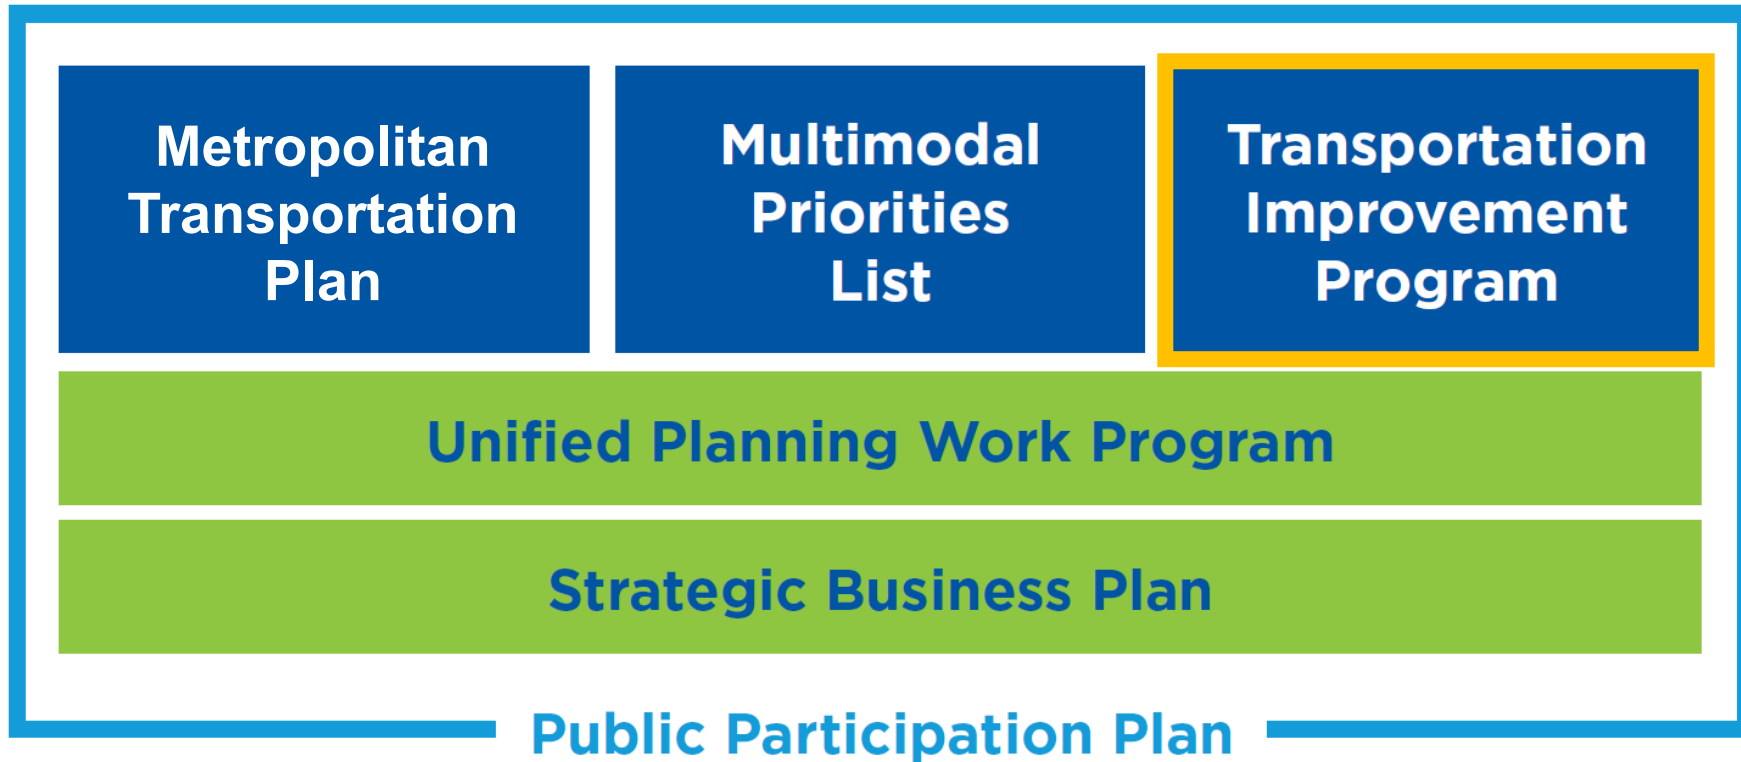 Metropolitan
Transportation
Plan
Multimodal
Priorities
List
Transportation
Improvement
Program
Unified Planning Work Program
Strategic Business Plan
Public Participation Plan